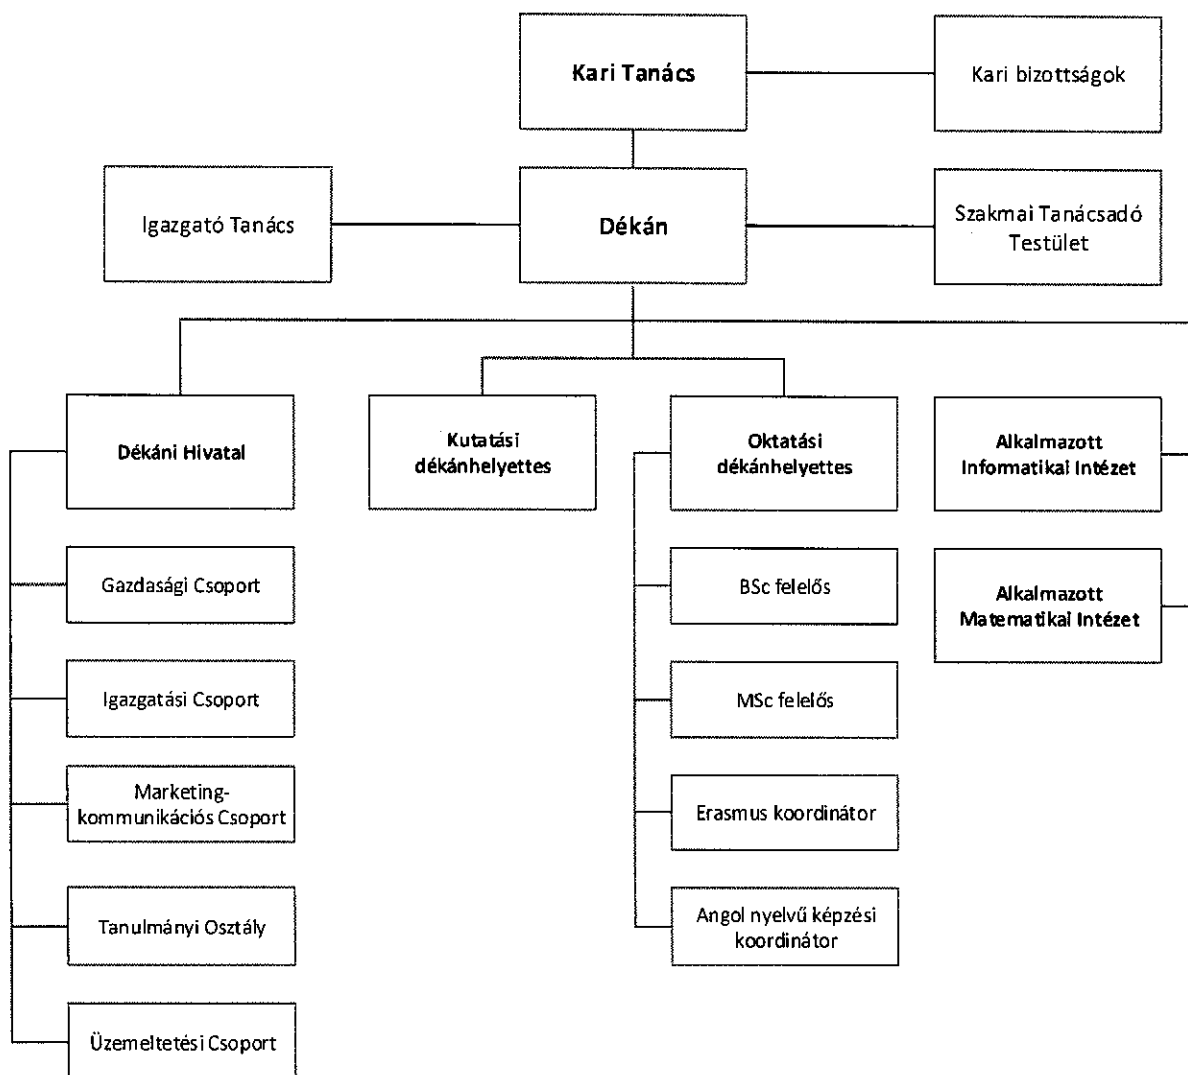 Kari Tanács
Kari bizottságok
Igazgató Tanács
Dékán
Szakmai Tanácsadó
Testület
Dékáni Hivatal
Kutatási
dékánhelyettes
Oktatási
dékánhelyettes
Alkalmazott
Informatikai Intézet
Gazdasági Csoport
BSc felelős
Alkalmazott
Matematikai Intézet
Igazgatási Csoport
MSc felelős
Marketing-
kommunikációs Csoport
Erasmus koordinátor
Tanulmányi Osztály
Angol nyelvű képzési
koordinátor
Üzemeltetési Csoport